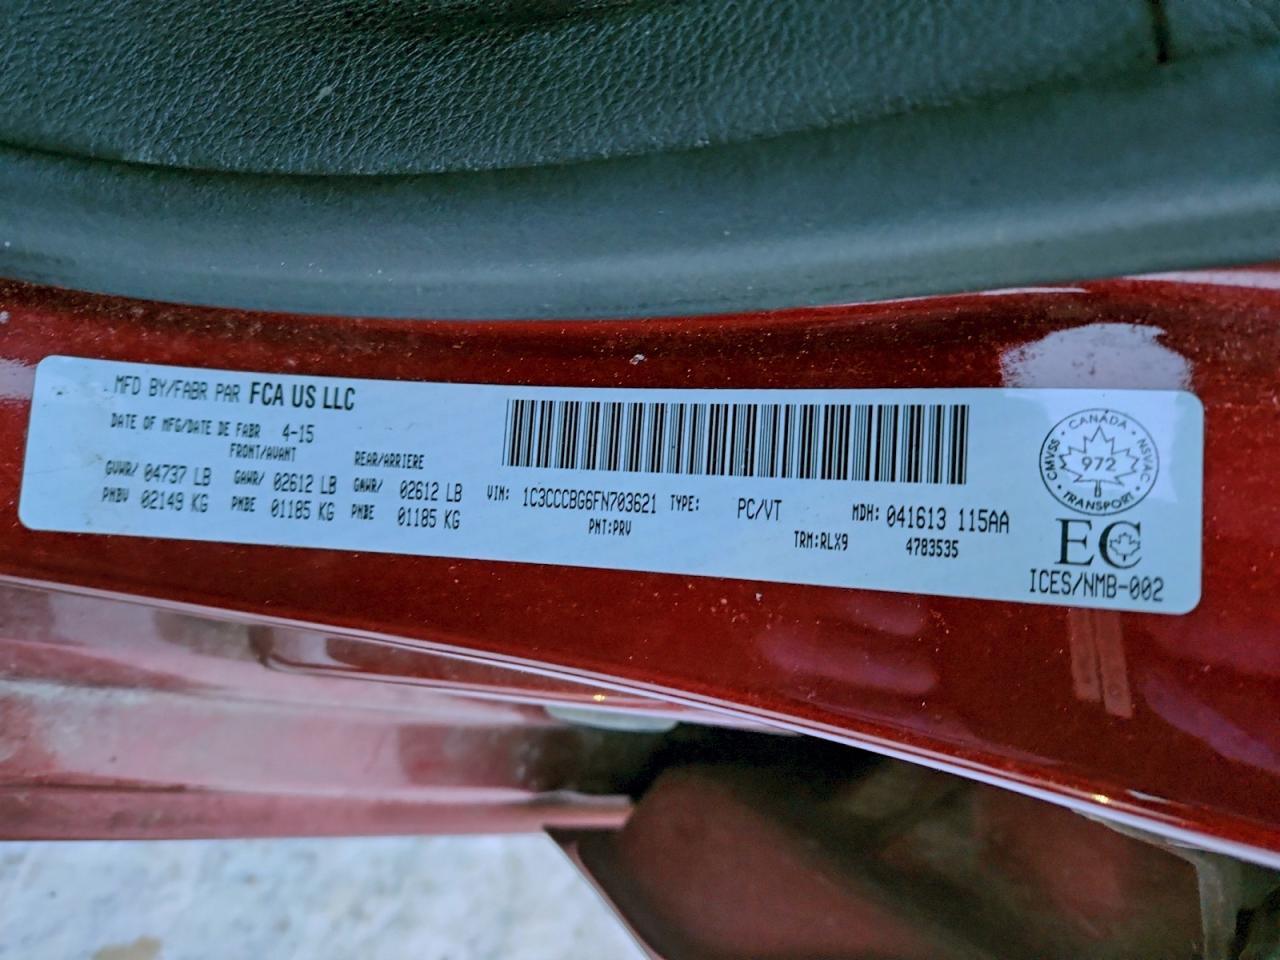 MFD BY/FABR PAR FCA US LLC
DATE OF MFG/DATE DE FABR 4-15
FRONT/AVANT REAR/ARRIERE
GVWR/ 04737 LB GAWR/ 02612 LB GAWR/ 02612 LB
PNBV 02149 KG PNBE 01185 KG PNBE 01185 KG
VIN: 1C3CCCBG6FN703621 TYPE: PC/VT MDH: 041613 115AA
PNT:PRV TRM:RLX9 4783535
CANADA
CMVSS 972 NSVAC
TRANSPORT
EC
ICES/NMB-002